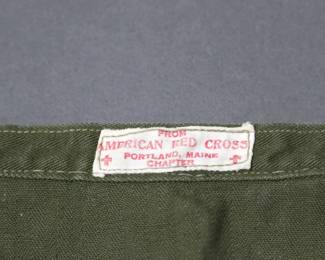 FROM
AMERICAN RED CROSS
PORTLAND, MAINE
CHAPTER